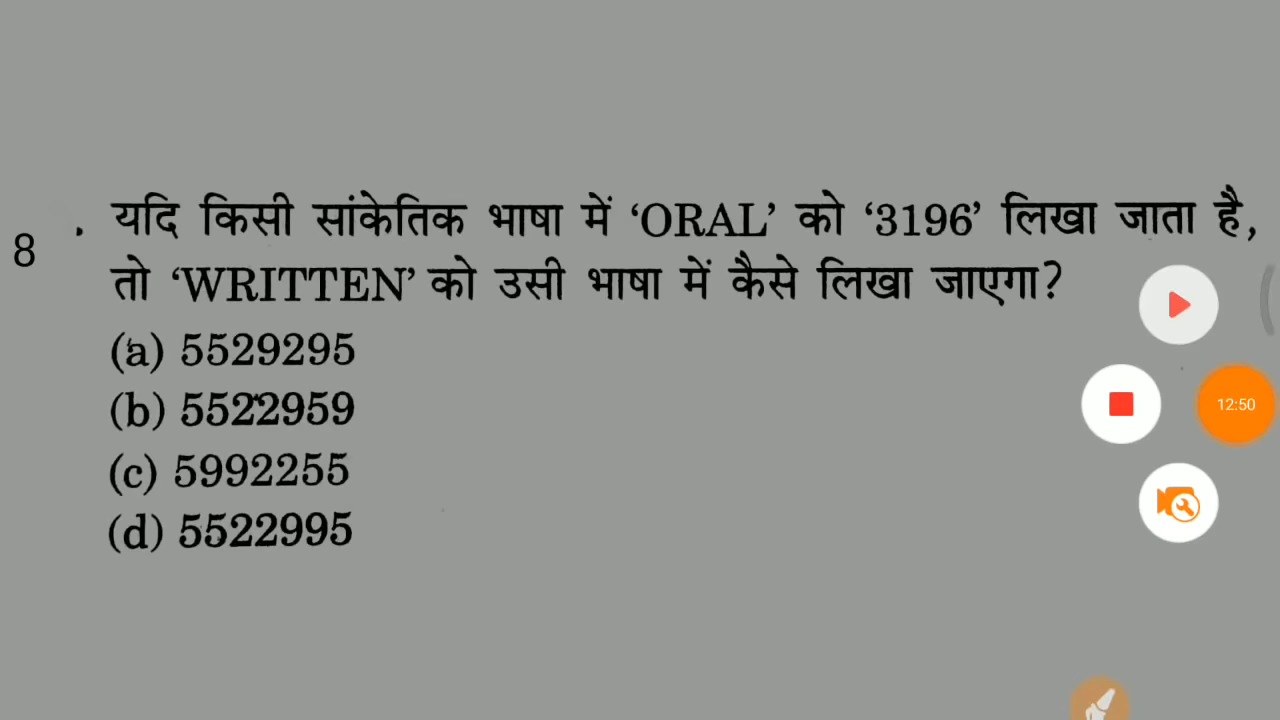 8 . यदि किसी सांकेतिक भाषा में ‘ORAL’ को ‘3196’ लिखा जाता है,
तो ‘WRITTEN’ को उसी भाषा में कैसे लिखा जाएगा?
(a) 5529295
(b) 5522959
(c) 5992255
(d) 5522995
12:50